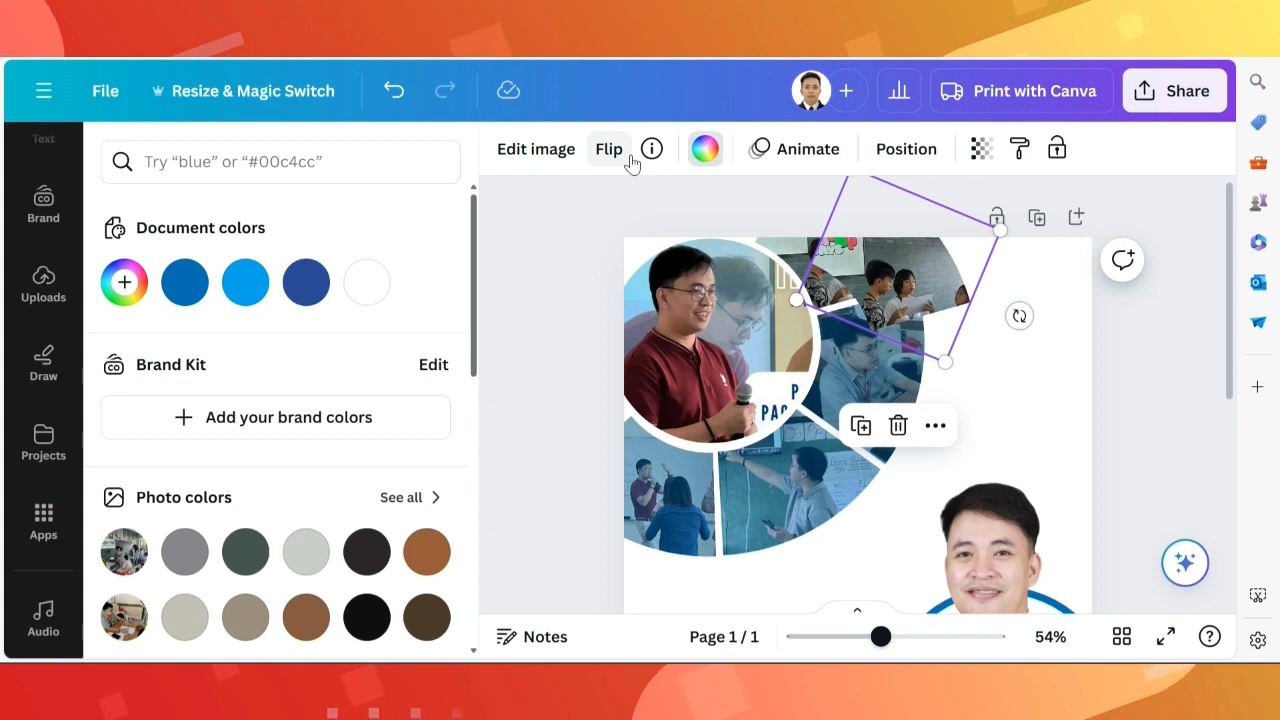 File
Resize & Magic Switch
Print with Canva
Share
Text
Brand
Uploads
Draw
Projects
Apps
Audio
Try “blue” or “#00c4cc”
Document colors
Brand Kit
Edit
Add your brand colors
Photo colors
See all
Edit image
Flip
Animate
Position
P
PAC
Notes
Page 1 / 1
54%